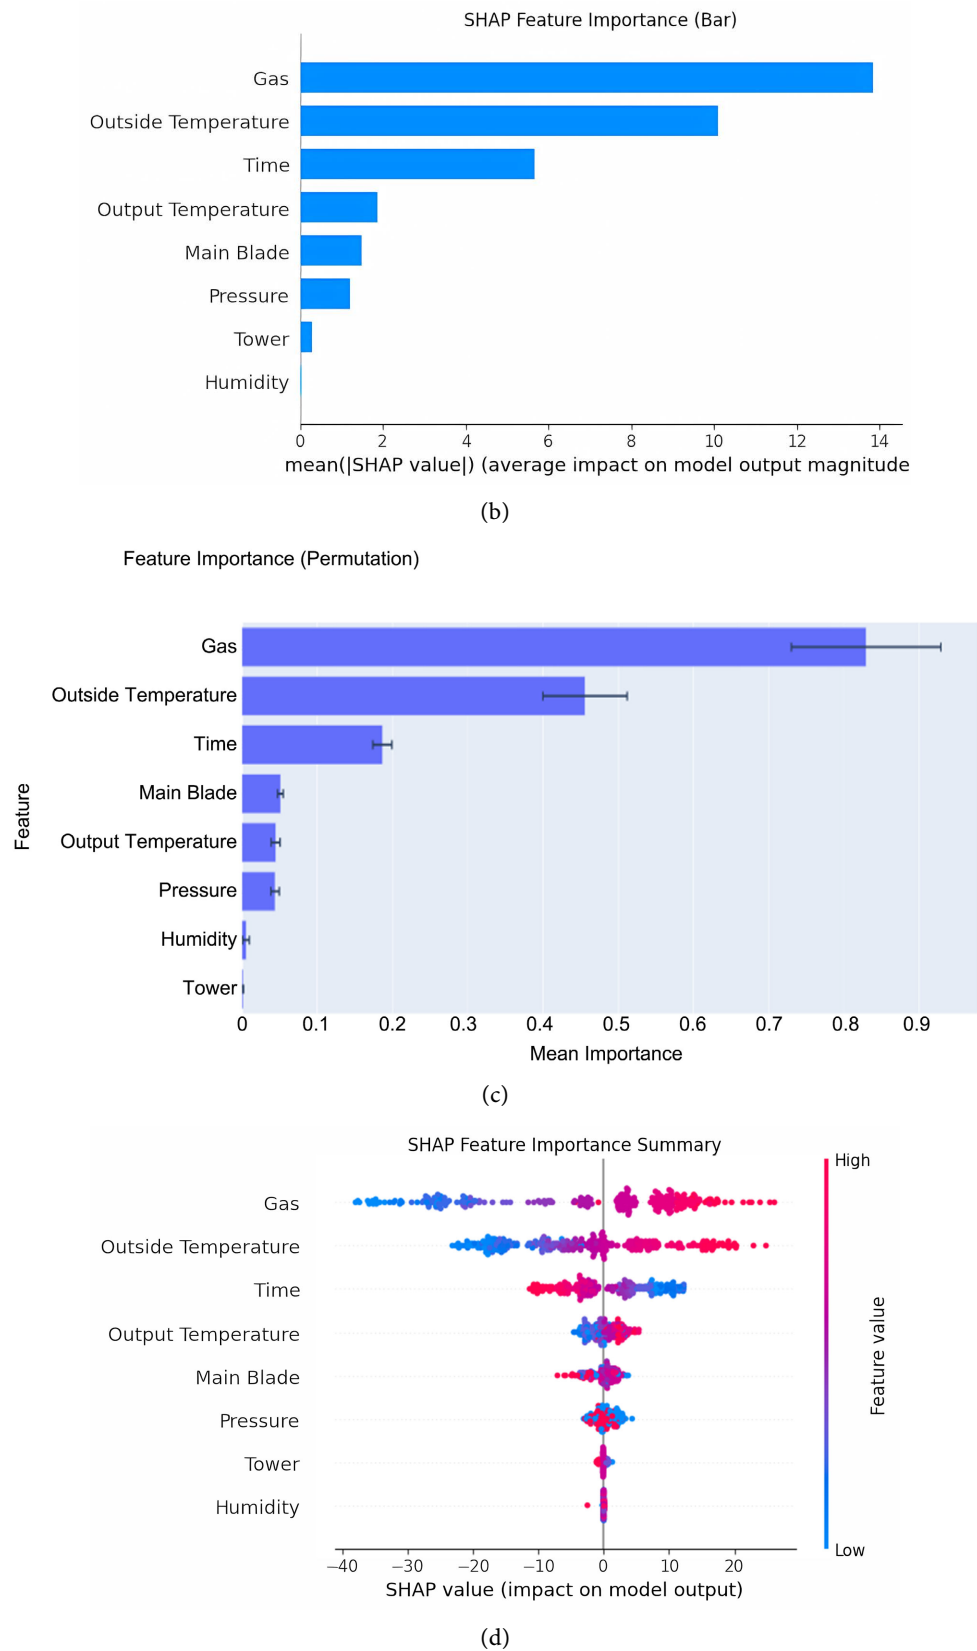 SHAP Feature Importance (Bar)
Gas
Outside Temperature
Time
Output Temperature
Main Blade
Pressure
Tower
Humidity
0 2 4 6 8 10 12 14
mean(|SHAP value|) (average impact on model output magnitude
(b)
Feature Importance (Permutation)
Gas
Outside Temperature
Time
Main Blade
Output Temperature
Pressure
Humidity
Tower
Feature
0 0.1 0.2 0.3 0.4 0.5 0.6 0.7 0.8 0.9
Mean Importance
(c)
SHAP Feature Importance Summary
High
Gas
Outside Temperature
Time
Output Temperature
Main Blade
Pressure
Tower
Humidity
Feature value
Low
−40 −30 −20 −10 0 10 20
SHAP value (impact on model output)
(d)